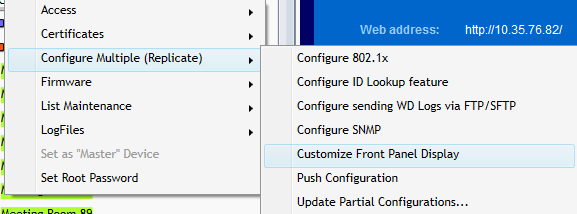 Access
Certificates
Configure Multiple (Replicate)
Firmware
List Maintenance
LogFiles
Set as "Master" Device
Set Root Password
Meeting Room 89
Web address: http://10.35.76.82/
Configure 802.1x
Configure ID Lookup feature
Configure sending WD Logs via FTP/SFTP
Configure SNMP
Customize Front Panel Display
Push Configuration
Update Partial Configurations...